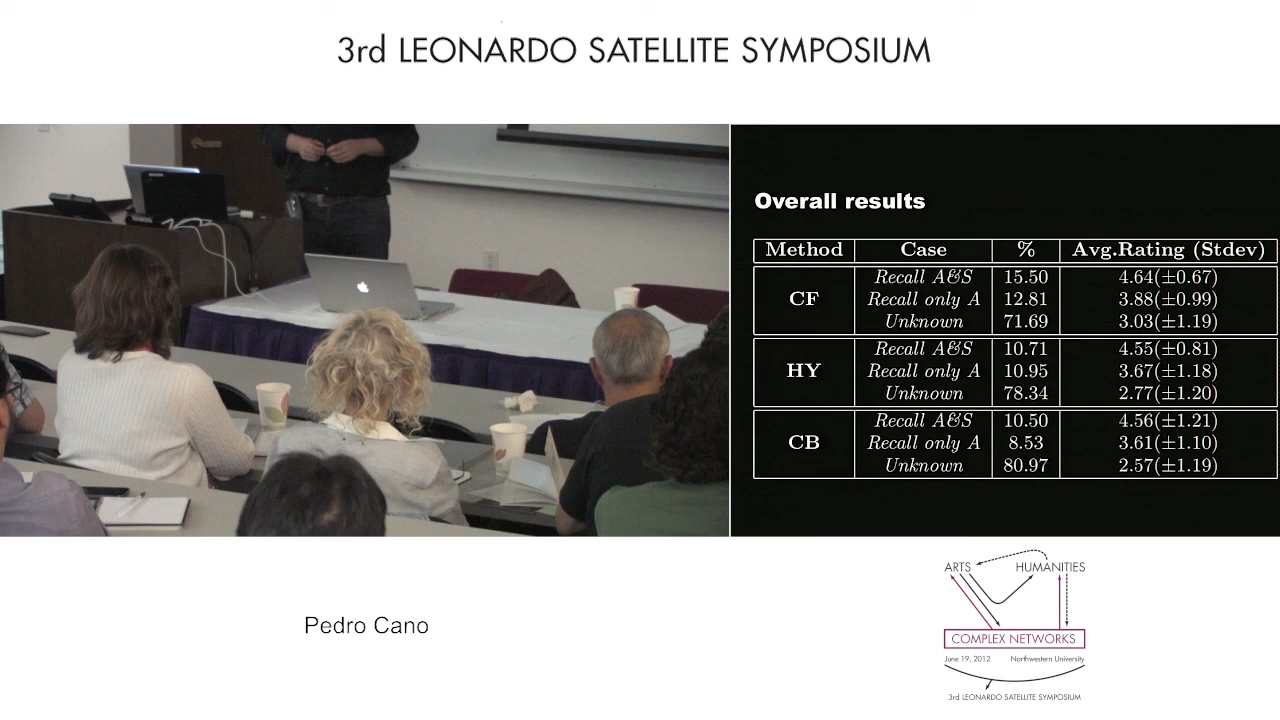 3rd LEONARDO SATELLITE SYMPOSIUM
Overall results
Method Case % Avg.Rating (Stdev)
CF Recall A&S 15.50 4.64(±0.67)
Recall only A 12.81 3.88(±0.99)
Unknown 71.69 3.03(±1.19)
HY Recall A&S 10.71 4.55(±0.81)
Recall only A 10.95 3.67(±1.18)
Unknown 78.34 2.77(±1.20)
CB Recall A&S 10.50 4.56(±1.21)
Recall only A 8.53 3.61(±1.10)
Unknown 80.97 2.57(±1.19)
Pedro Cano
ARTS HUMANITIES
COMPLEX NETWORKS
June 19, 2012 Northwestern University
3rd LEONARDO SATELLITE SYMPOSIUM